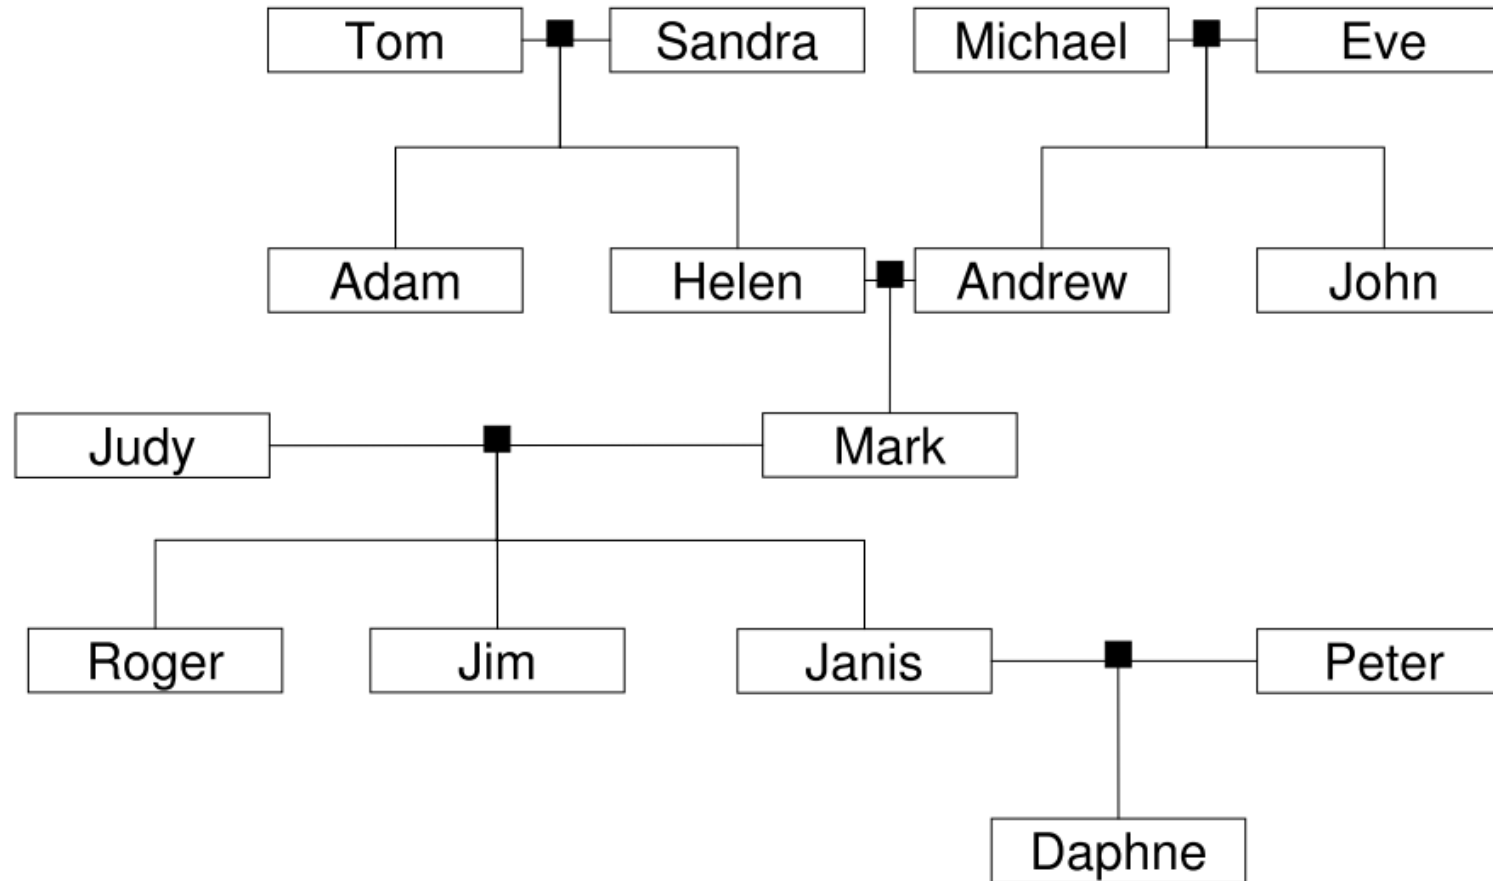 Tom
Sandra
Michael
Eve
Adam
Helen
Andrew
John
Judy
Mark
Roger
Jim
Janis
Peter
Daphne